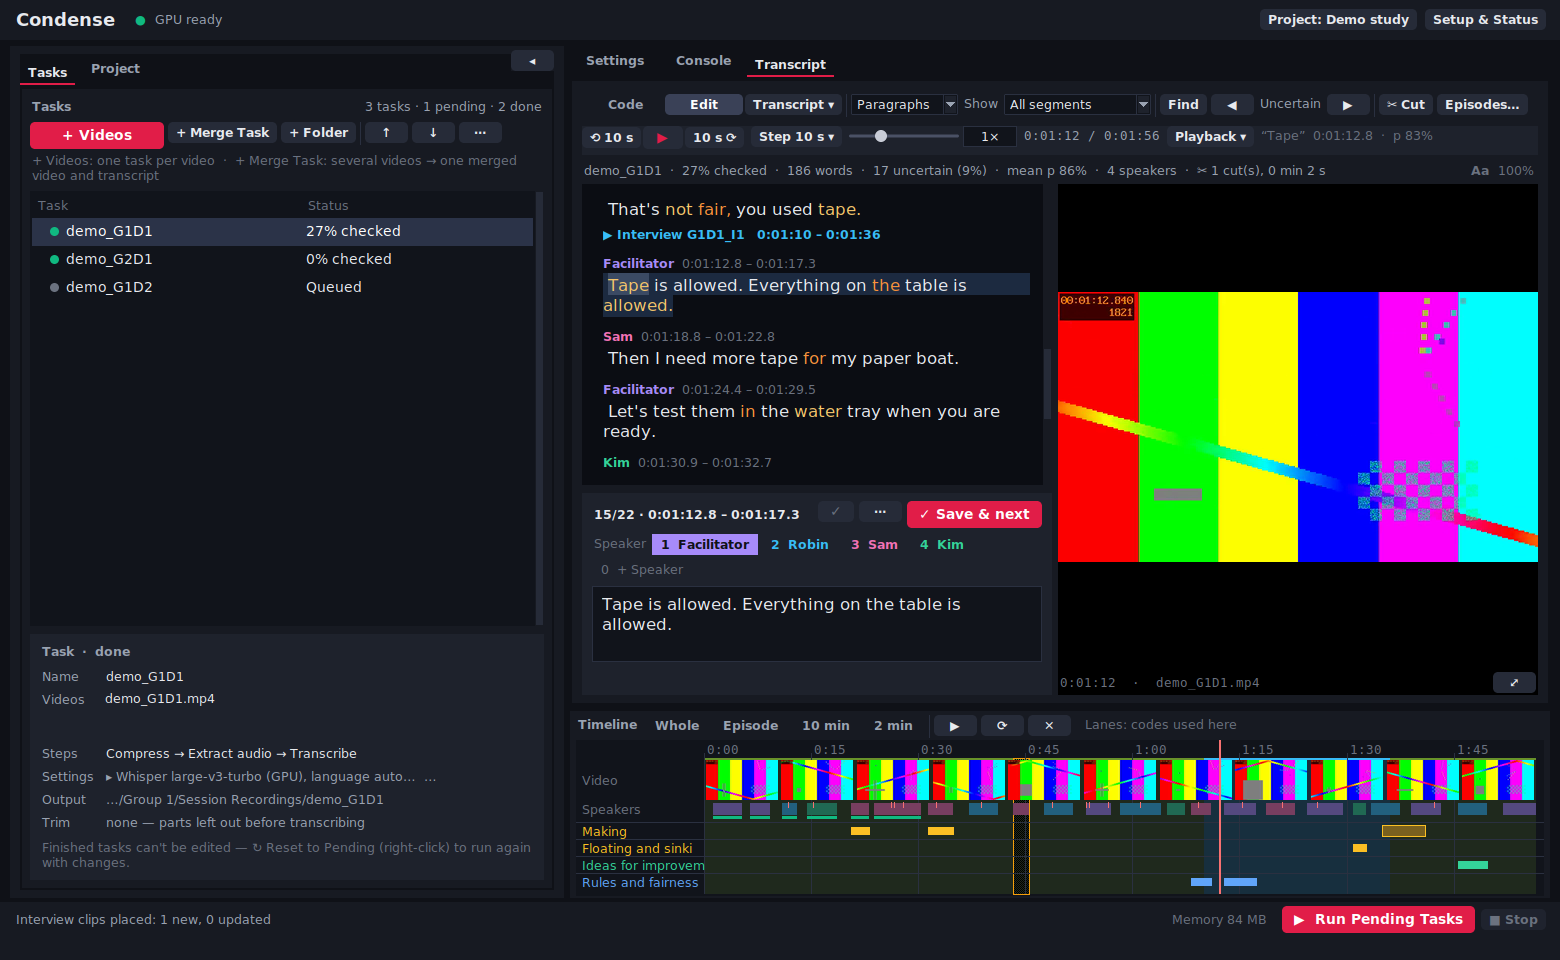 Condense
GPU ready
Project: Demo study
Setup & Status
Tasks
Project
◂
Tasks
3 tasks · 1 pending · 2 done
+ Videos
+ Merge Task
+ Folder
↑
↓
···
+ Videos: one task per video · + Merge Task: several videos → one merged
video and transcript
Task Status
demo_G1D1 27% checked
demo_G2D1 0% checked
demo_G1D2 Queued
Task · done
Name demo_G1D1
Videos demo_G1D1.mp4
Steps Compress → Extract audio → Transcribe
Settings ▸ Whisper large-v3-turbo (GPU), language auto… …
Output …/Group 1/Session Recordings/demo_G1D1
Trim none — parts left out before transcribing
Finished tasks can't be edited — ↻ Reset to Pending (right-click) to run again
with changes.
Settings Console Transcript
Code Edit Transcript ▾ Paragraphs Show All segments Find ◀ Uncertain ▶ ✂ Cut Episodes…
⟲ 10 s ▶ 10 s ⟳ Step 10 s ▾ 1× 0:01:12 / 0:01:56 Playback ▾ “Tape” 0:01:12.8 · p 83%
demo_G1D1 · 27% checked · 186 words · 17 uncertain (9%) · mean p 86% · 4 speakers · ✂ 1 cut(s), 0 min 2 s
Aa 100%
That's not fair, you used tape.
▶ Interview G1D1_I1 0:01:10 – 0:01:36
Facilitator 0:01:12.8 – 0:01:17.3
Tape is allowed. Everything on the table is
allowed.
Sam 0:01:18.8 – 0:01:22.8
Then I need more tape for my paper boat.
Facilitator 0:01:24.4 – 0:01:29.5
Let's test them in the water tray when you are
ready.
Kim 0:01:30.9 – 0:01:32.7
15/22 · 0:01:12.8 – 0:01:17.3
✓
···
✓ Save & next
Speaker 1 Facilitator 2 Robin 3 Sam 4 Kim
0 + Speaker
Tape is allowed. Everything on the table is
allowed.
00:01:12.840
1821
0:01:12 · demo_G1D1.mp4
⤢
Timeline Whole Episode 10 min 2 min ▶ ⟳ ✕ Lanes: codes used here
0:00 0:15 0:30 0:45 1:00 1:15 1:30 1:45
Video
Speakers
Making
Floating and sinki
Ideas for improvem
Rules and fairness
Interview clips placed: 1 new, 0 updated
Memory 84 MB
▶ Run Pending Tasks
■ Stop